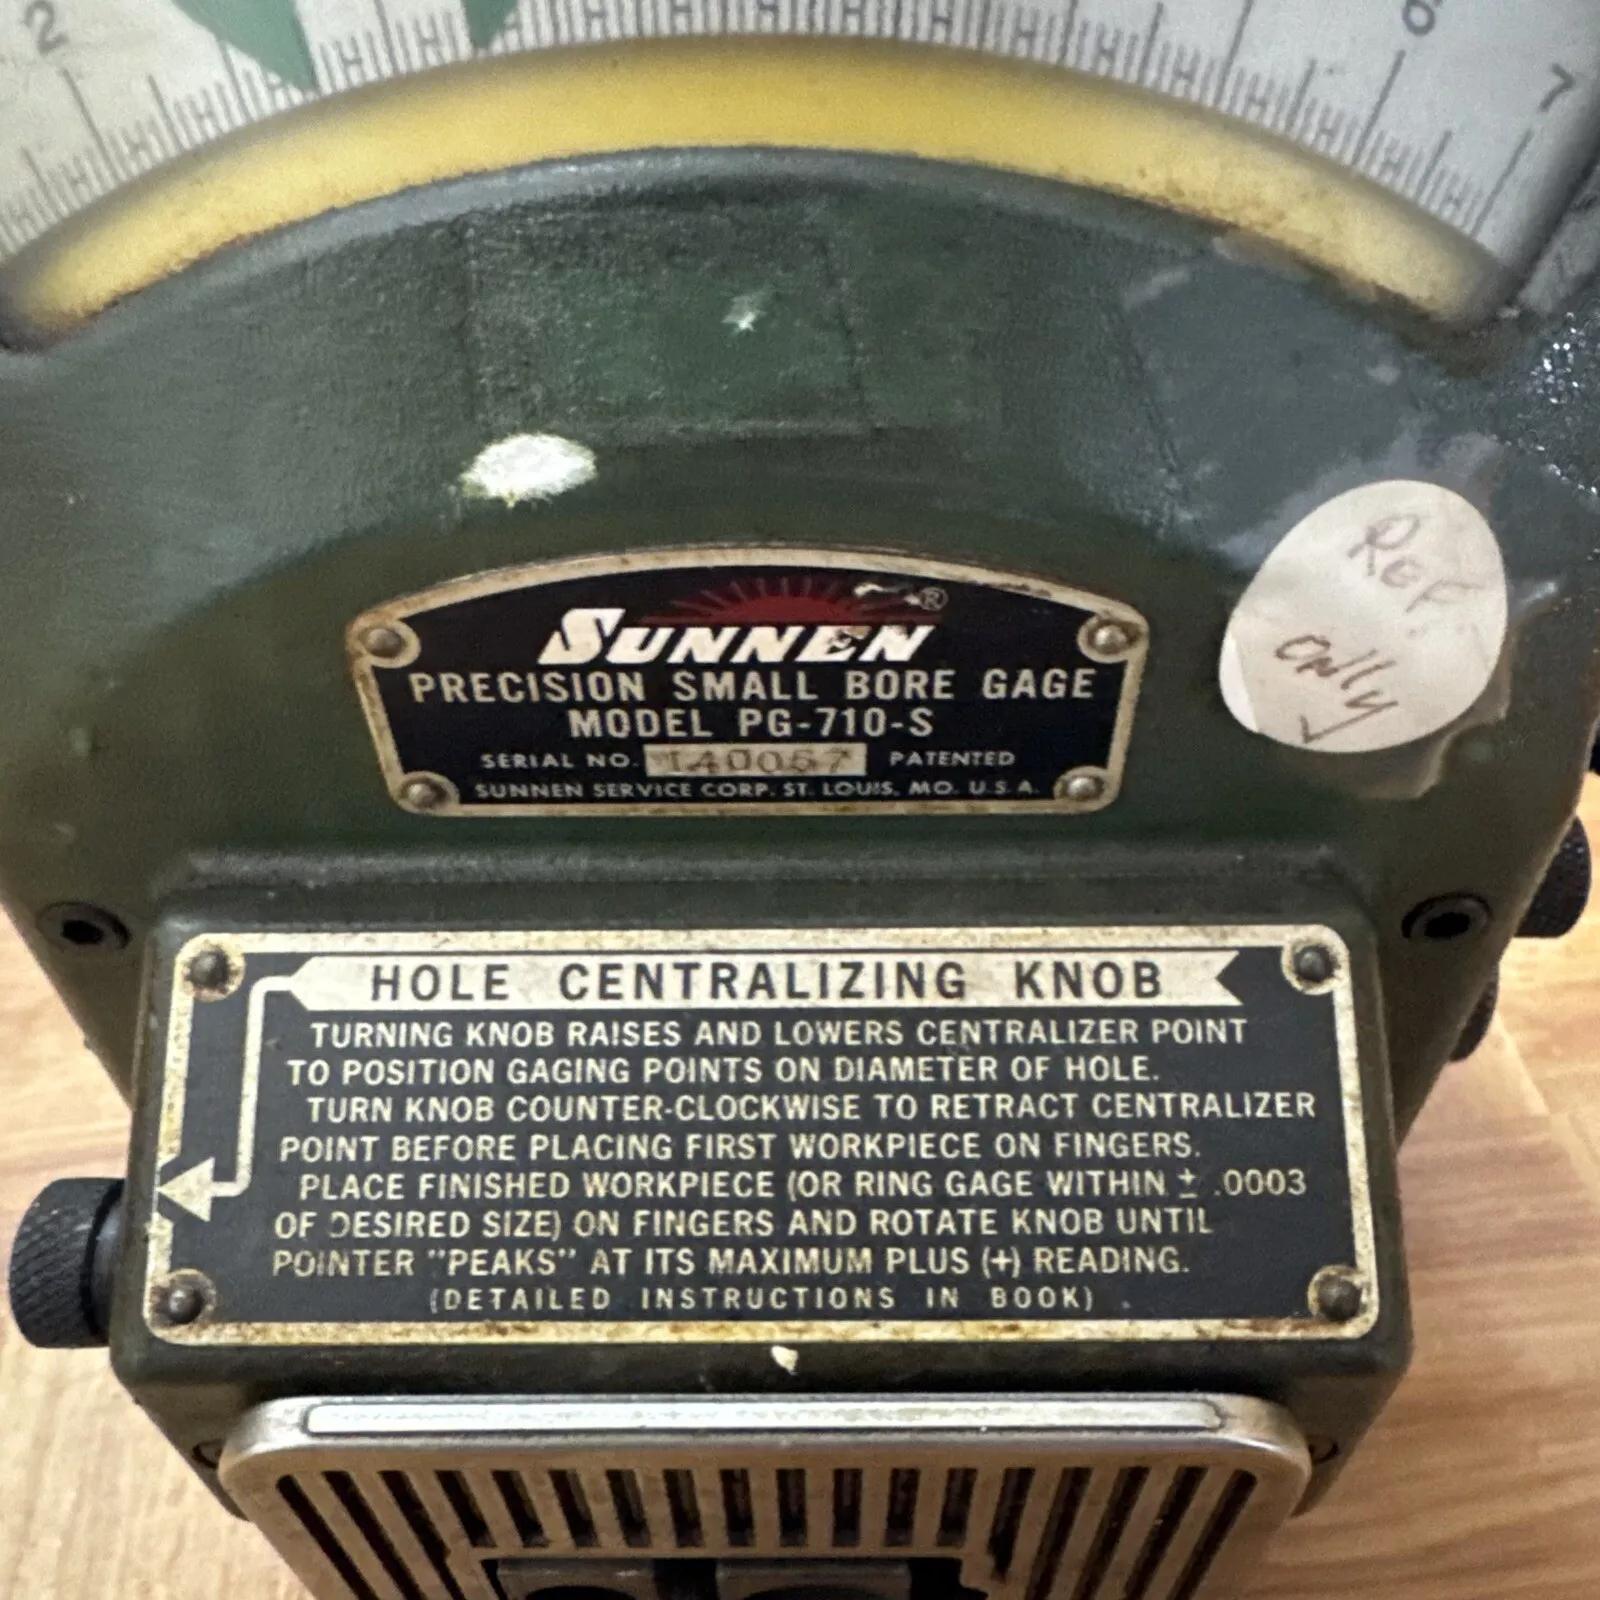 2
6
7
SUNNEN ®
PRECISION SMALL BORE GAGE
MODEL PG-710-S
SERIAL NO. 140057 PATENTED
SUNNEN SERVICE CORP. ST. LOUIS, MO. U.S.A.
Ref.
only
HOLE CENTRALIZING KNOB
TURNING KNOB RAISES AND LOWERS CENTRALIZER POINT
TO POSITION GAGING POINTS ON DIAMETER OF HOLE.
TURN KNOB COUNTER-CLOCKWISE TO RETRACT CENTRALIZER
POINT BEFORE PLACING FIRST WORKPIECE ON FINGERS.
PLACE FINISHED WORKPIECE (OR RING GAGE WITHIN ± .0003
OF DESIRED SIZE) ON FINGERS AND ROTATE KNOB UNTIL
POINTER "PEAKS" AT ITS MAXIMUM PLUS (+) READING.
(DETAILED INSTRUCTIONS IN BOOK).